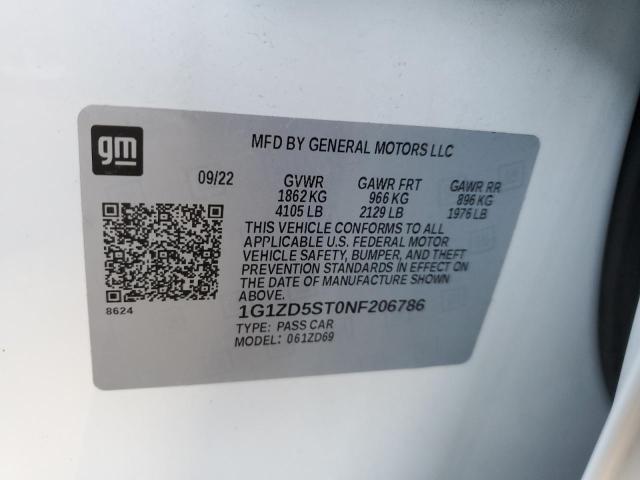 gm
MFD BY GENERAL MOTORS LLC
09/22 GVWR GAWR FRT GAWR RR
1862 KG 966 KG 896 KG
4105 LB 2129 LB 1976 LB
THIS VEHICLE CONFORMS TO ALL
APPLICABLE U.S. FEDERAL MOTOR
VEHICLE SAFETY, BUMPER, AND THEFT
PREVENTION STANDARDS IN EFFECT ON
THE DATE OF MANUFACTURE SHOWN
ABOVE.
8624
1G1ZD5ST0NF206786
TYPE: PASS CAR
MODEL: 061ZD69